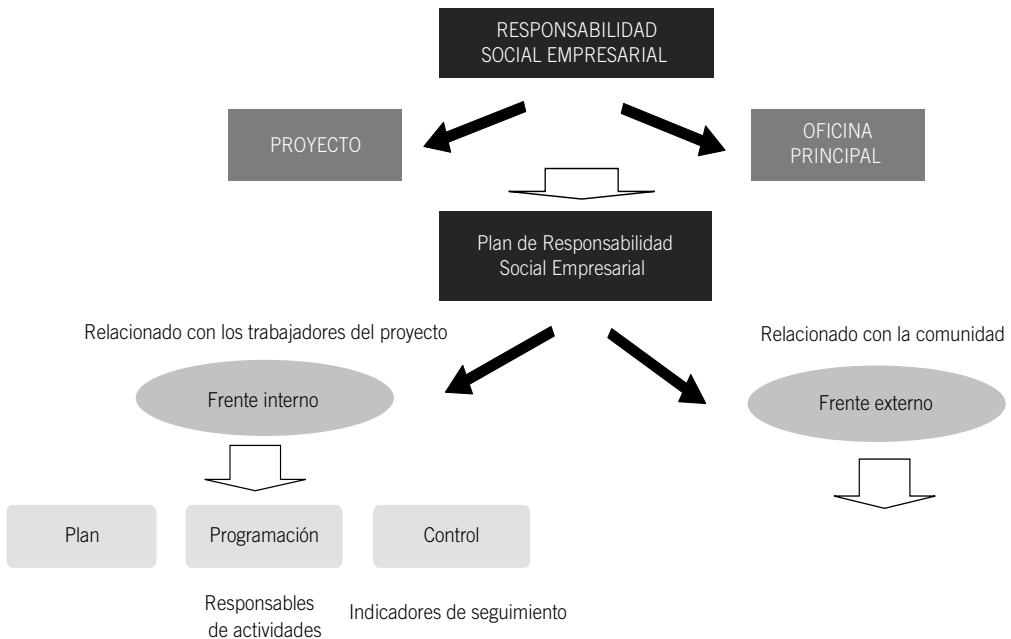 RESPONSABILIDAD
SOCIAL EMPRESARIAL
PROYECTO
OFICINA
PRINCIPAL
Plan de Responsabilidad
Social Empresarial
Relacionado con los trabajadores del proyecto
Relacionado con la comunidad
Frente interno
Frente externo
Plan
Programación
Control
Responsables
de actividades
Indicadores de seguimiento